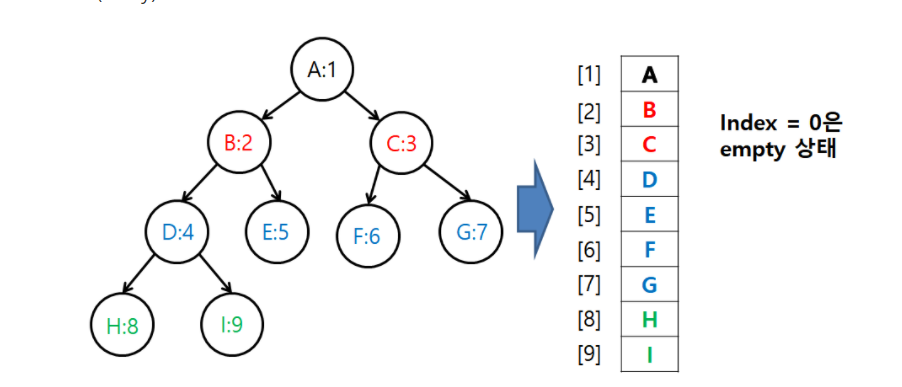 A:1
B:2
C:3
D:4
E:5
F:6
G:7
H:8
I:9
[1] A
[2] B
[3] C
[4] D
[5] E
[6] F
[7] G
[8] H
[9] I
Index = 0은
empty 상태